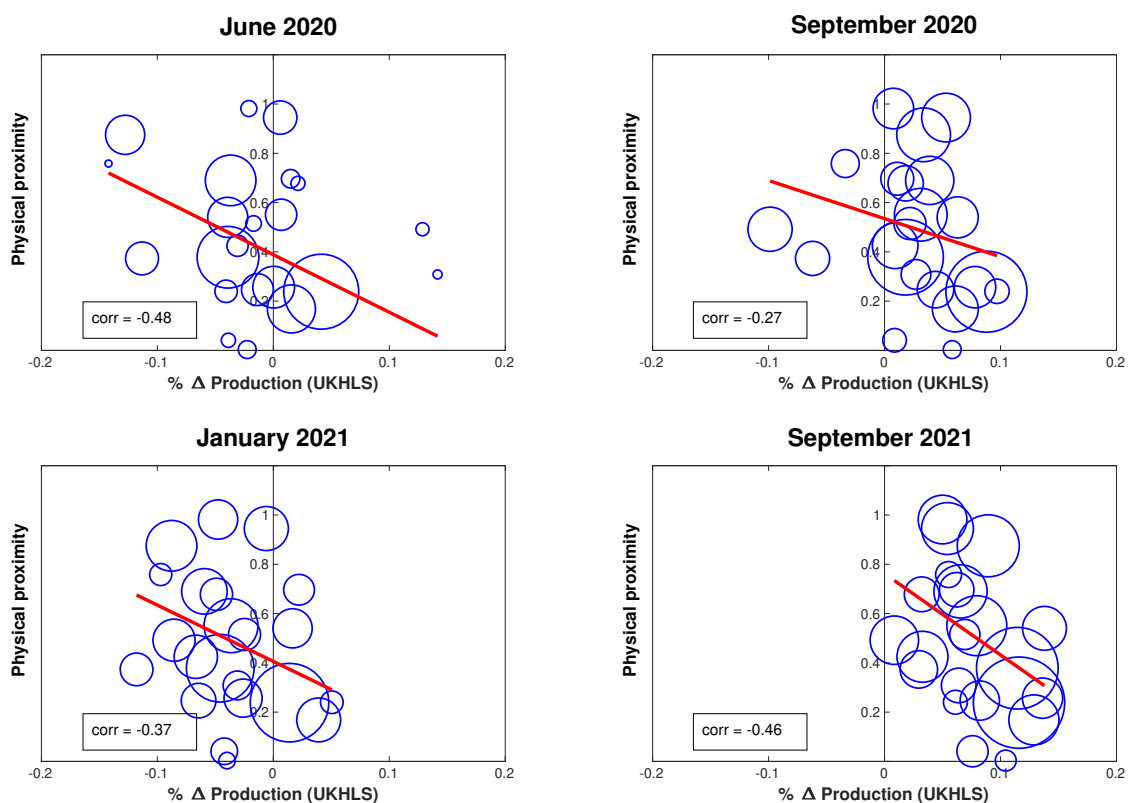 June 2020
Physical proximity
1
0.8
0.6
0.4
0.2
corr = -0.48
-0.2
-0.1
0
0.1
0.2
% Δ Production (UKHLS)
September 2020
Physical proximity
1
0.8
0.6
0.4
0.2
corr = -0.27
-0.2
-0.1
0
0.1
0.2
% Δ Production (UKHLS)
January 2021
Physical proximity
1
0.8
0.6
0.4
0.2
corr = -0.37
-0.2
-0.1
0
0.1
0.2
% Δ Production (UKHLS)
September 2021
Physical proximity
1
0.8
0.6
0.4
0.2
corr = -0.46
-0.2
-0.1
0
0.1
0.2
% Δ Production (UKHLS)